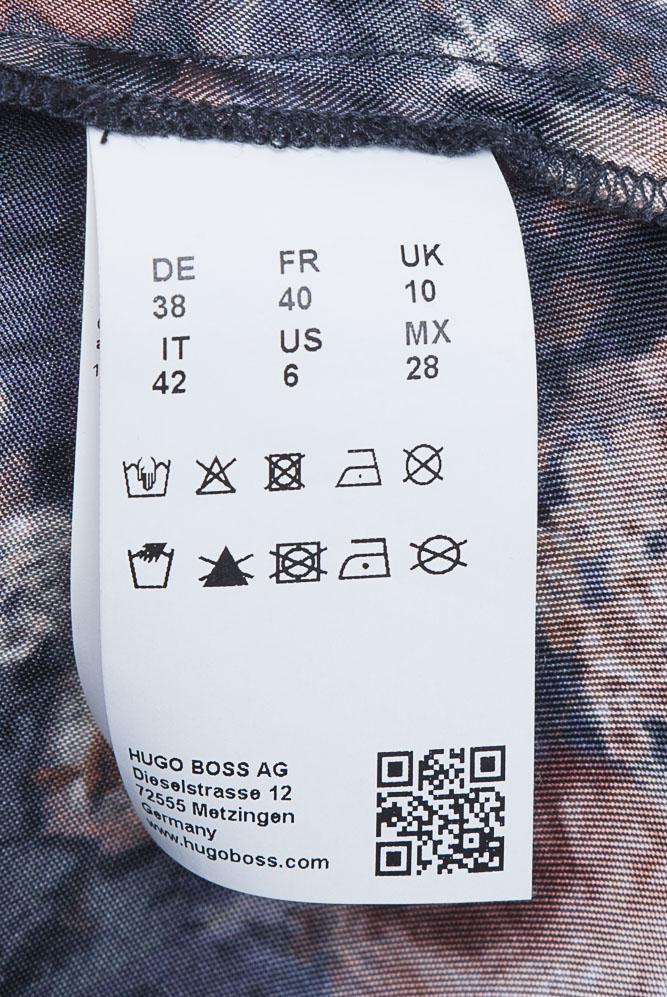 DE FR UK
38 40 10
IT US MX
42 6 28
HUGO BOSS AG
Dieselstrasse 12
72555 Metzingen
Germany
www.hugoboss.com